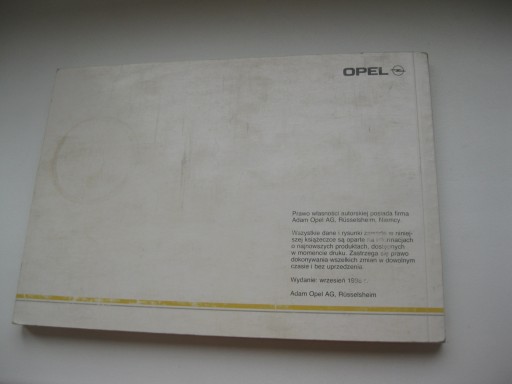 OPEL
Prawo własności autorskiej posiada firma
Adam Opel AG, Rüsselsheim, Niemcy.
Wszystkie dane i rysunki zawarte w niniej-
szej książeczce są oparte na informacjach
o najnowszych produktach, dostępnych
w momencie druku. Zastrzega się prawo
dokonywania wszelkich zmian w dowolnym
czasie i bez uprzedzenia.
Wydanie: wrzesień
Adam Opel AG, Rüsselsheim